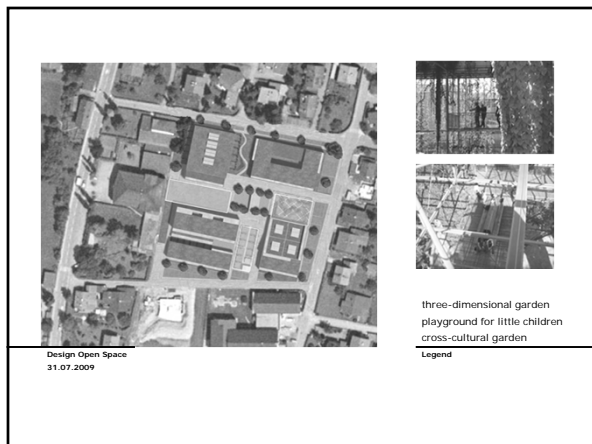 three-dimensional garden
playground for little children
cross-cultural garden
Design Open Space
31.07.2009
Legend